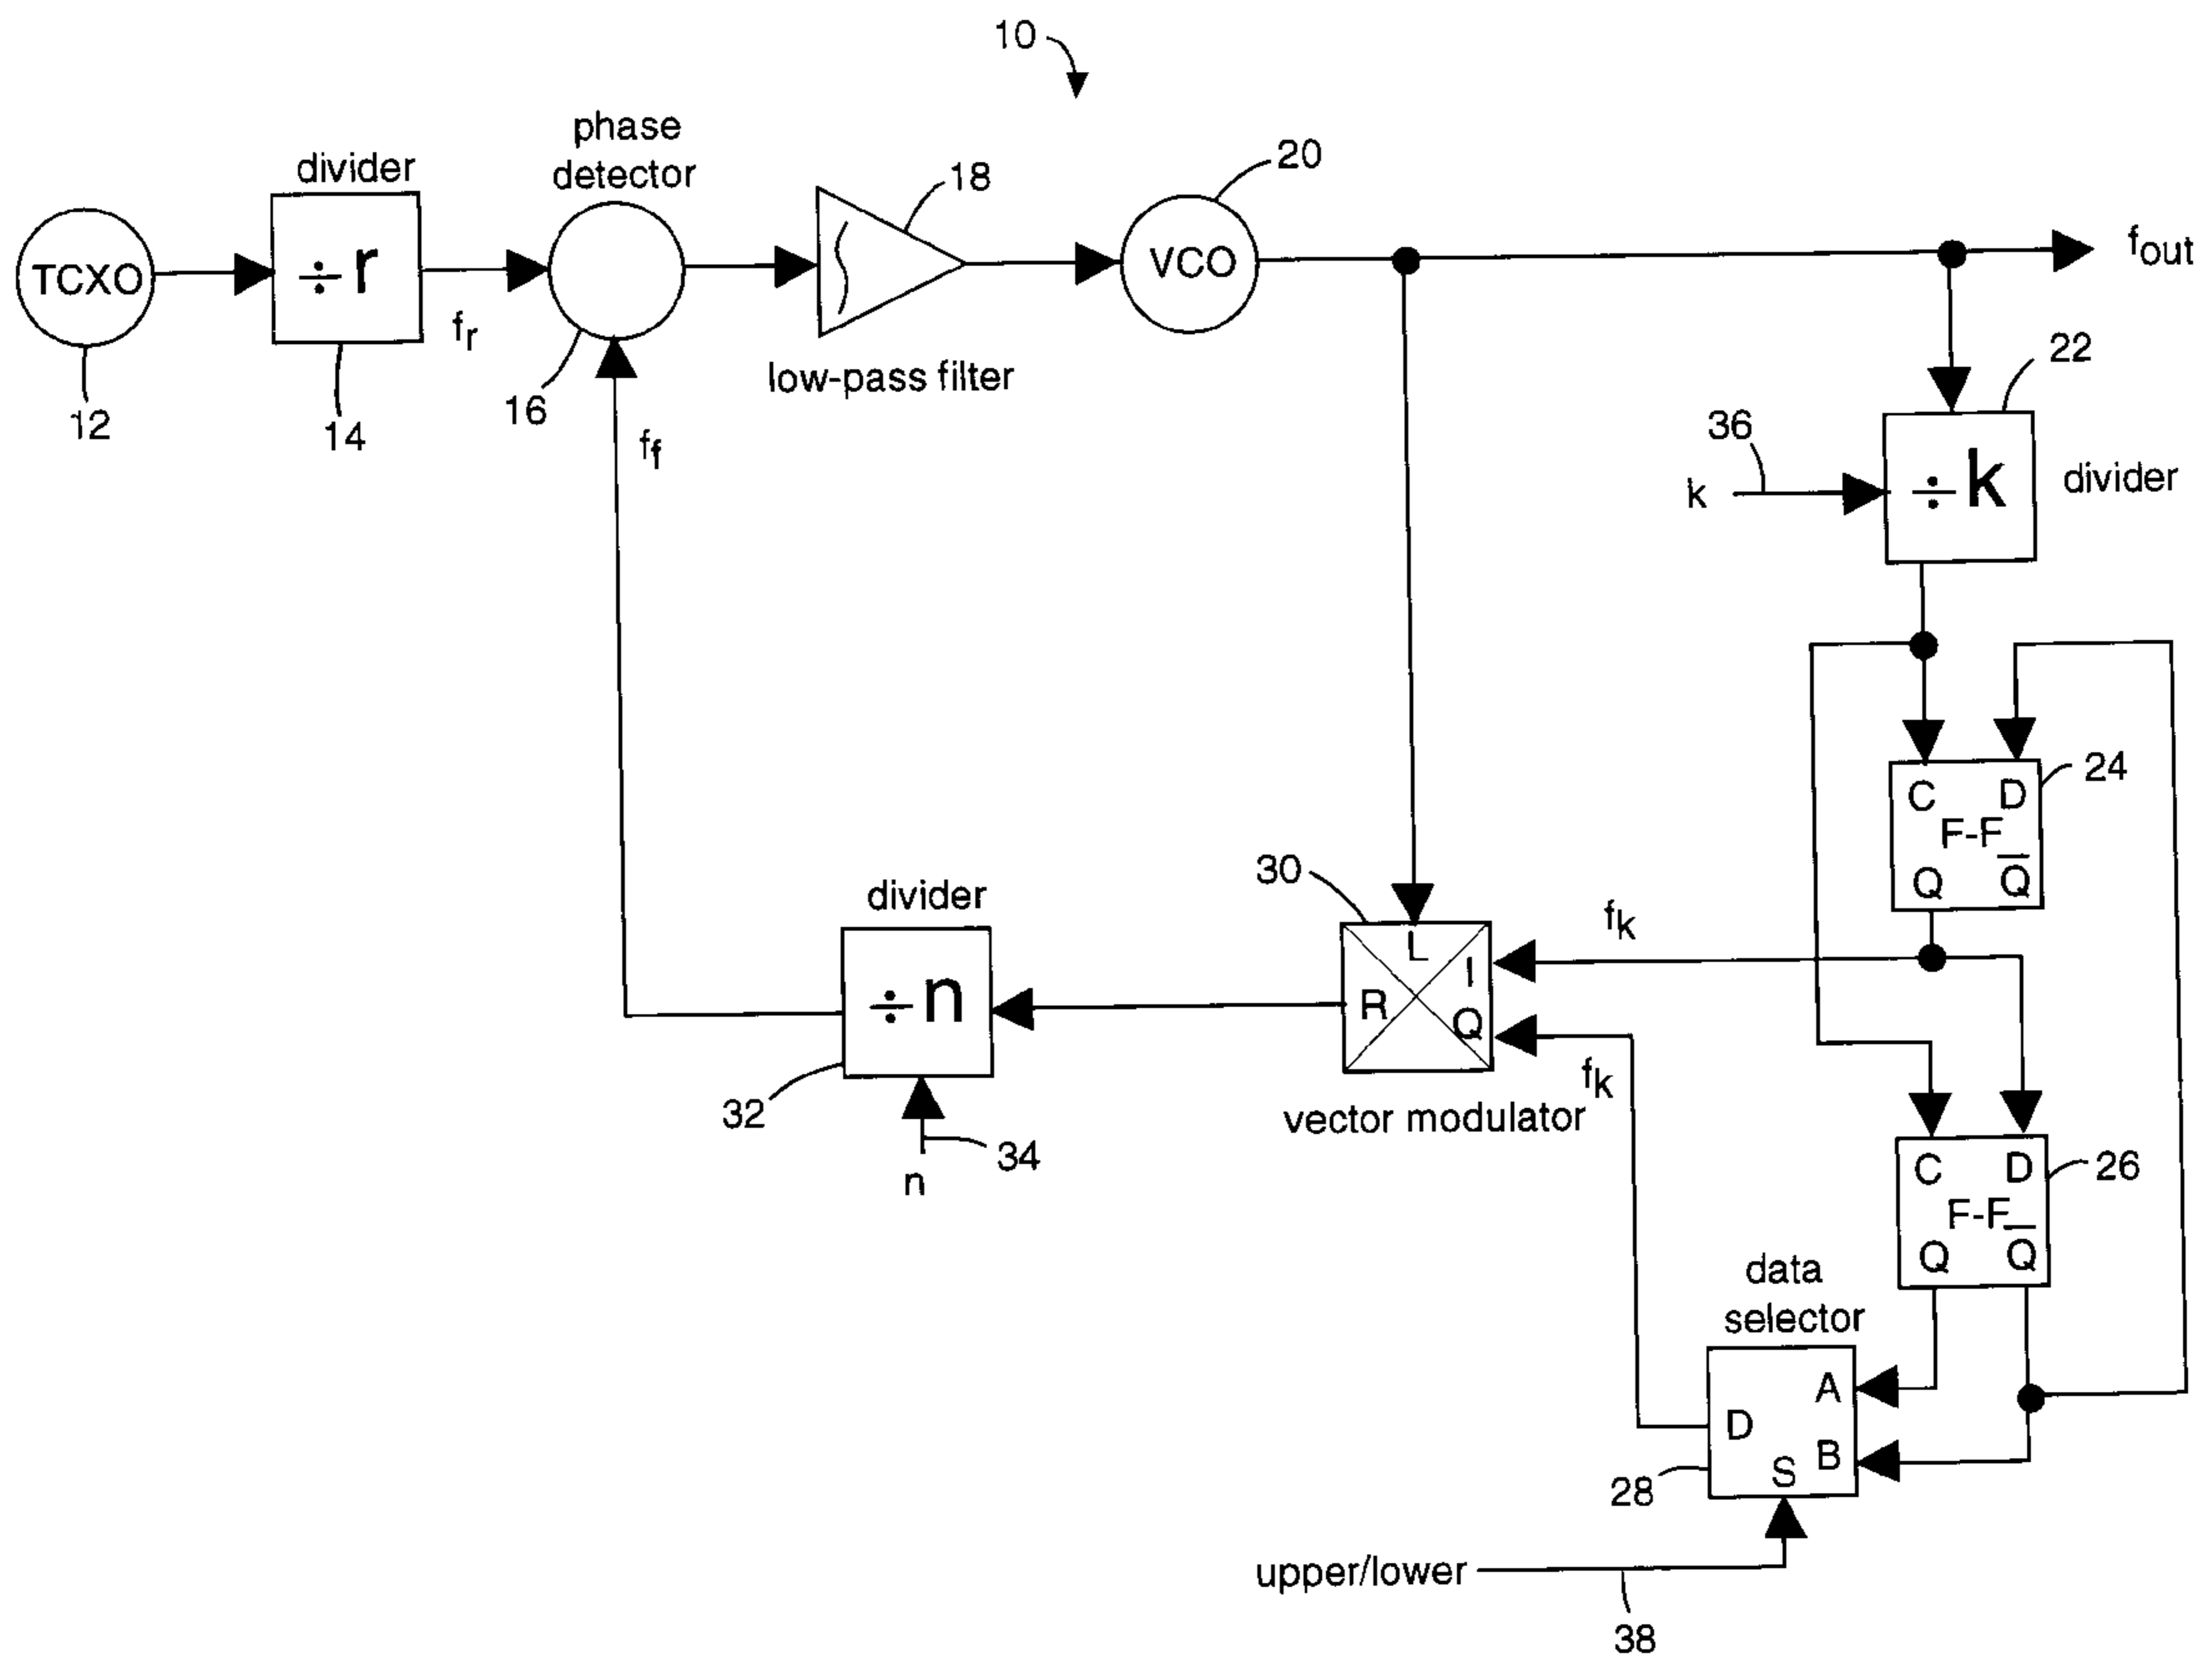 10
phase
detector
divider
18
20
TCXO
÷r
VCO
f_out
f_r
12
14
16
low-pass filter
f_f
22
36
k
÷k
divider
24
C D
F-F
Q Q̅
30
divider
f_k
L
I
R
Q
÷n
f_k
32
34
n
vector modulator
26
C D
F-F
Q Q̅
data
selector
A
D
B
S
28
upper/lower
38